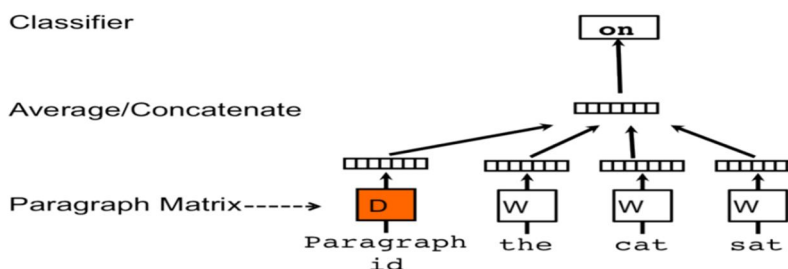 Classifier
on
Average/Concatenate
Paragraph Matrix
D W W W
Paragraph the cat sat
id